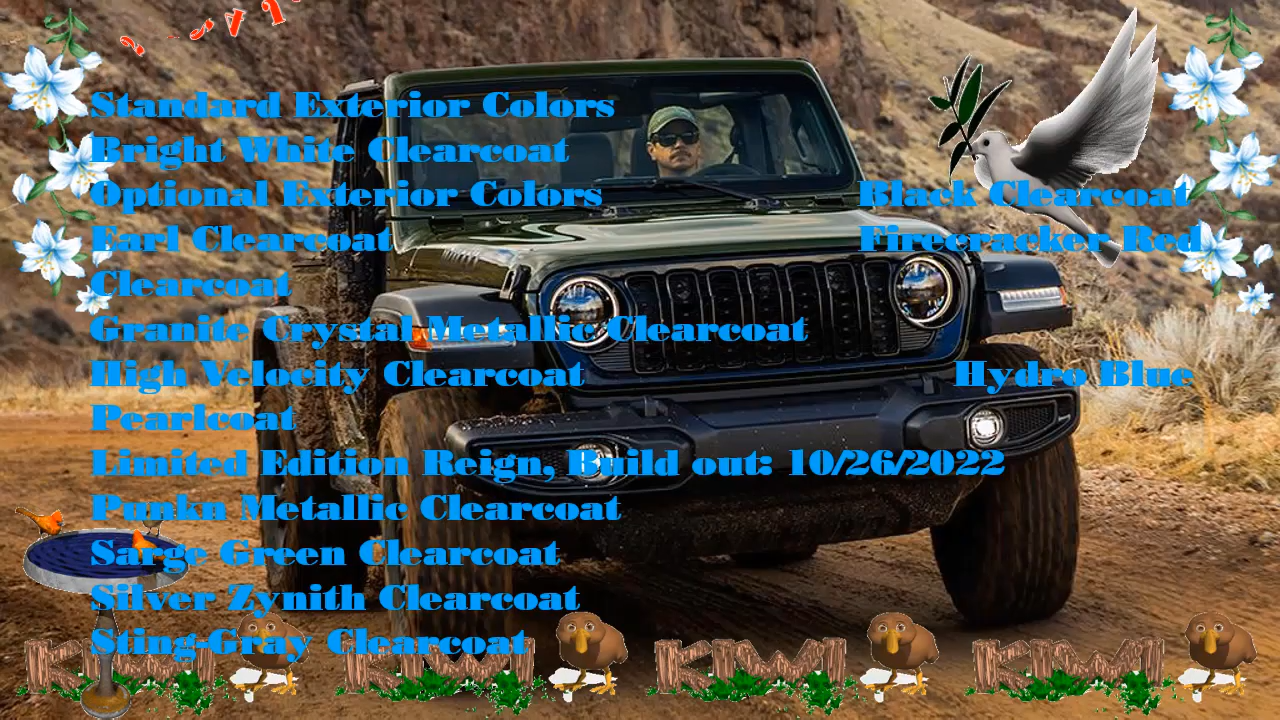 Standard Exterior Colors
Bright White Clearcoat
Optional Exterior Colors Black Clearcoat
Earl Clearcoat Firecracker Red
Clearcoat
Granite Crystal Metallic Clearcoat
High Velocity Clearcoat Hydro Blue
Pearlcoat
Limited Edition Reign, Build out: 10/26/2022
Punkn Metallic Clearcoat
Sarge Green Clearcoat
Silver Zynith Clearcoat
Sting-Gray Clearcoat
KIWI KIWI KIWI KIWI